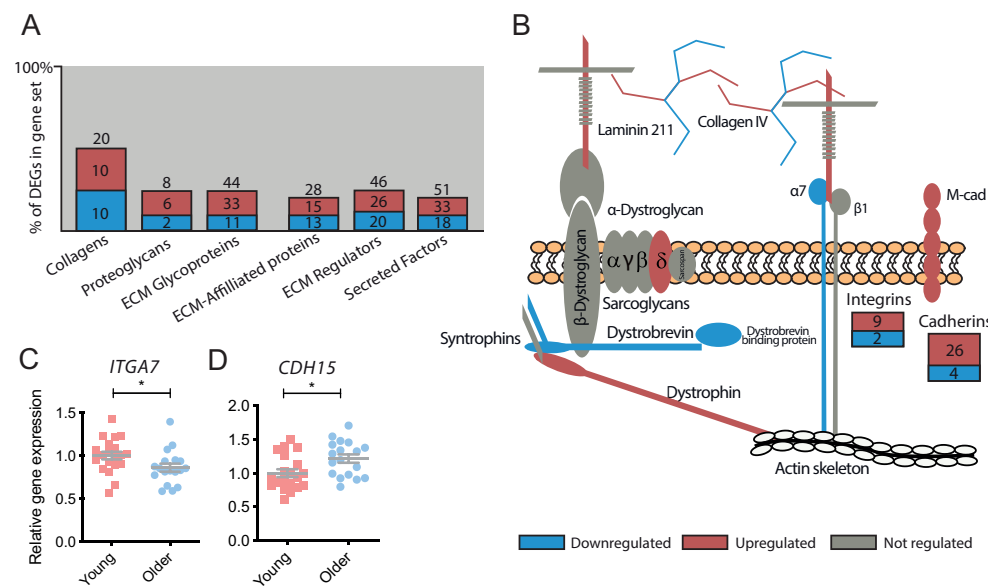 A
100%
% of DEGs in gene set
20
10
10
8
6
2
44
33
11
28
15
13
46
26
20
51
33
18
Collagens
Proteoglycans
ECM Glycoproteins
ECM-Affilliated proteins
ECM Regulators
Secreted Factors
B
Laminin 211
Collagen IV
α7
β1
M-cad
α-Dystroglycan
β-Dystroglycan
α γ β δ
Sarcospan
Sarcoglycans
Syntrophins
Dystrobrevin
Dystrobrevin
binding protein
Dystrophin
Integrins
9
2
Cadherins
26
4
Actin skeleton
Downregulated
Upregulated
Not regulated
C
ITGA7
*
Relative gene expression
1.5
1.0
0.5
0.0
Young
Older
D
CDH15
*
2.0
1.5
1.0
0.5
0.0
Young
Older